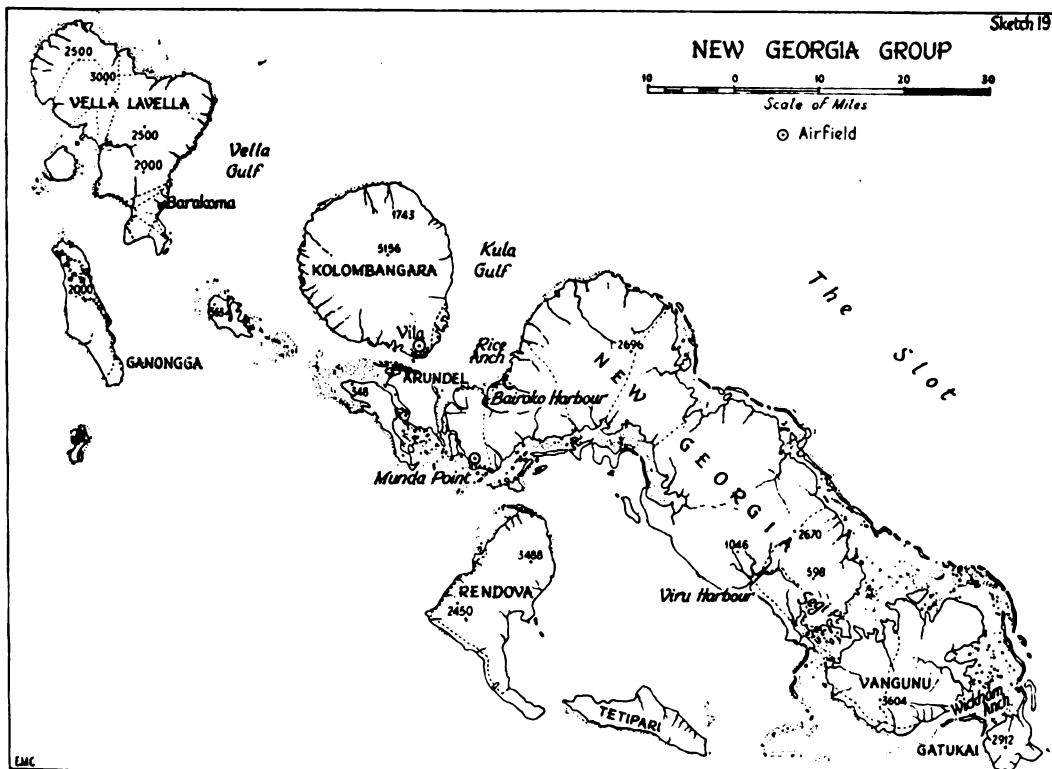 Sketch 19
NEW GEORGIA GROUP
10 0 10 20 30
Scale of Miles
Airfield
2500
3000
VELLA LAVELLA
2500
2000
Barakoma
Vella
Gulf
1743
5156
KOLOMBANGARA
Kula
Gulf
Vila
The Slot
2000
GANONGGA
Rice
Anch
2696
ARUNDEL
548
Bairoko Harbour
NEW
GEORGIA
Munda Point
3488
RENDOVA
2450
1046
2670
598
Viru Harbour
TETIPARI
VANGUNU
3604
Wickham
Anch.
GATUKAI
2912
EMC